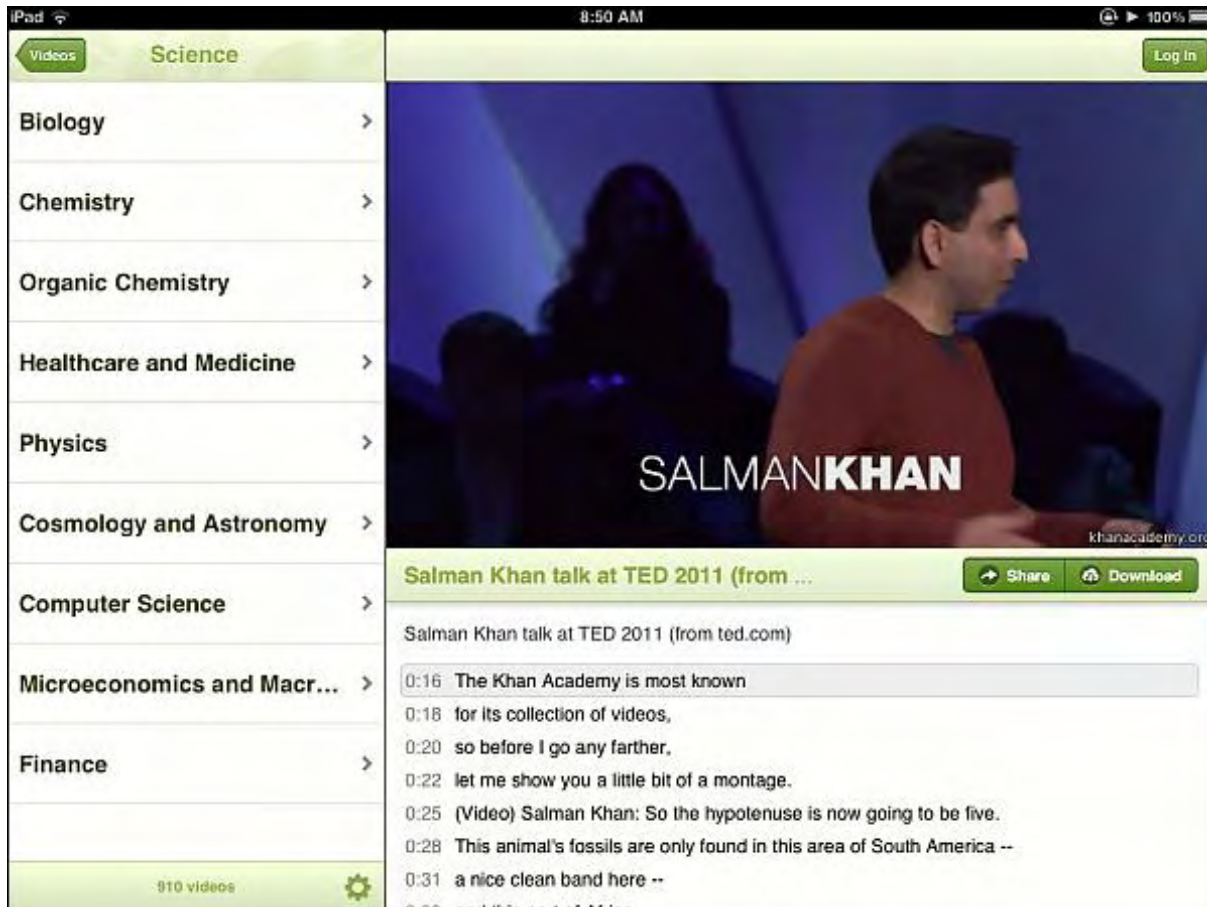 iPad
8:50 AM
100%
Videos
Science
Log In
Biology
Chemistry
Organic Chemistry
Healthcare and Medicine
Physics
Cosmology and Astronomy
Computer Science
Microeconomics and Macr...
Finance
910 videos
SALMANKHAN
khanacademy.org
Salman Khan talk at TED 2011 (from ...
Share
Download
Salman Khan talk at TED 2011 (from ted.com)
0:16 The Khan Academy is most known
0:18 for its collection of videos,
0:20 so before I go any farther,
0:22 let me show you a little bit of a montage.
0:25 (Video) Salman Khan: So the hypotenuse is now going to be five.
0:28 This animal's fossils are only found in this area of South America --
0:31 a nice clean band here --